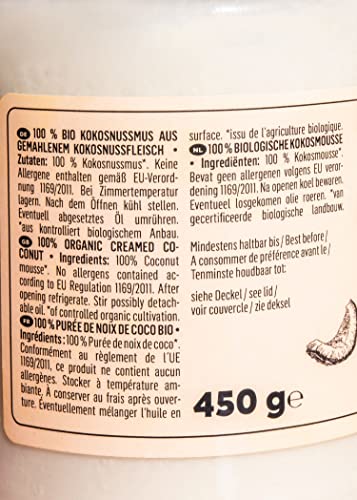 DE 100 % BIO KOKOSNUSSMUS AUS
GEMAHLENEM KOKOSNUSSFLEISCH •
Zutaten: 100 % Kokosnussmus*. Keine
Allergene enthalten gemäß EU-Verord-
nung 1169/2011. Bei Zimmertemperatur
lagern. Nach dem Öffnen kühl stellen.
Eventuell abgesetztes Öl umrühren.
*aus kontrolliert biologischem Anbau.
GB 100% ORGANIC CREAMED CO-
CONUT • Ingredients: 100% Coconut
mousse*. No allergens contained ac-
cording to EU Regulation 1169/2011. After
opening refrigerate. Stir possibly detach-
able oil. *of controlled organic cultivation.
FR 100 % PURÉE DE NOIX DE COCO BIO •
Ingrédients: 100 % Purée de noix de coco*.
Conformément au règlement de l'UE
1169/2011, ce produit ne contient aucun
allergènes. Stocker à température am-
biante, À conserver au frais après ouver-
ture. Éventuellement mélanger l'huile en
surface. *issu de l'agriculture biologique.
NL 100 % BIOLOGISCHE KOKOSMOUSSE
• Ingrediënten: 100 % Kokosmousse*.
Bevat geen allergenen volgens EU veror-
dening 1169/2011. Na openen koel bewaren.
Eventueel losgekomen olie roeren. *van
gecertificeerde biologische landbouw.
Mindestens haltbar bis / Best before /
A consommer de préférence avant le /
Tenminste houdbaar tot:
siehe Deckel / see lid /
voir couvercle / zie deksel
450 g e